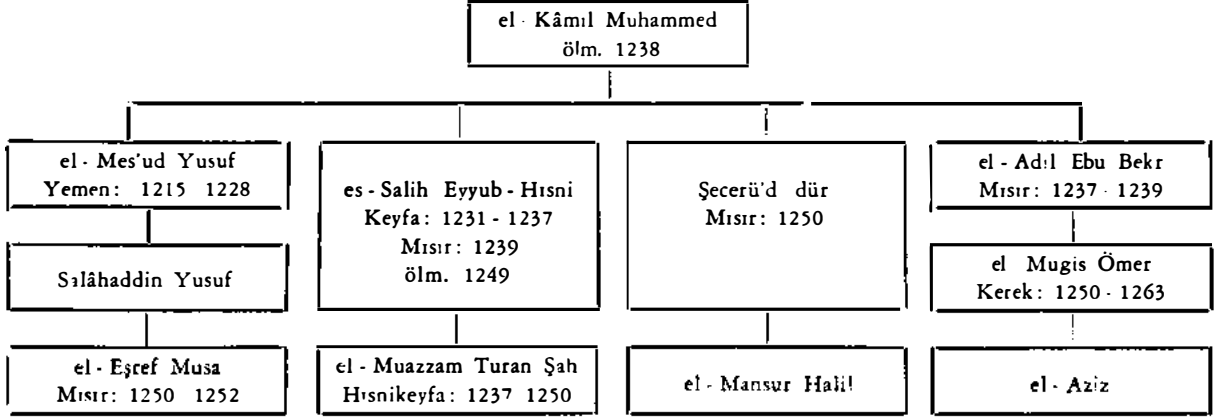 el - Kâmıl Muhammed
ölm. 1238
el - Mes'ud Yusuf
Yemen: 1215 1228
es - Salih Eyyub - Hısni
Keyfa: 1231 - 1237
Mısır: 1239
ölm. 1249
Şecerü'd dür
Mısır: 1250
el - Adıl Ebu Bekr
Mısır: 1237 - 1239
Salâhaddin Yusuf
el Mugis Ömer
Kerek: 1250 - 1263
el - Eşref Musa
Mısır: 1250 1252
el - Muazzam Turan Şah
Hısnikeyfa: 1237 1250
el - Mansur Halil
el - Aziz